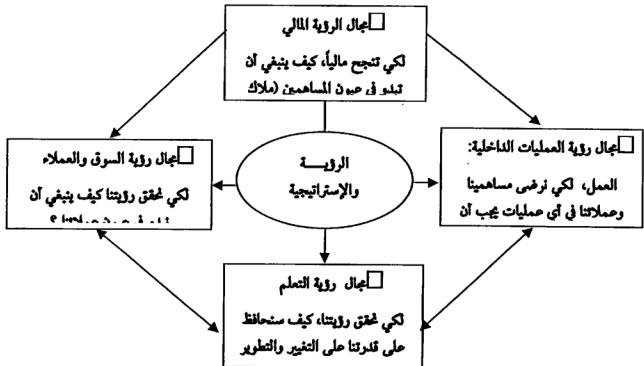 مجال الرؤية المالي
لكي تنجح مالياً، كيف ينبغي أن
تبدو في عيون المساهمين (ملاك
مجال رؤية السوق والعملاء
لكي نحقق رؤيتنا كيف ينبغي أن
الرؤيــة
والإستراتيجية
مجال رؤية العمليات الداخلية:
العمل، لكي نرضى مساهمينا
وعملائنا في أي عمليات يجب أن
مجال رؤية التعلم
لكي نحقق رؤيتنا، كيف سنحافظ
على قدرتنا على التغيير والتطوير